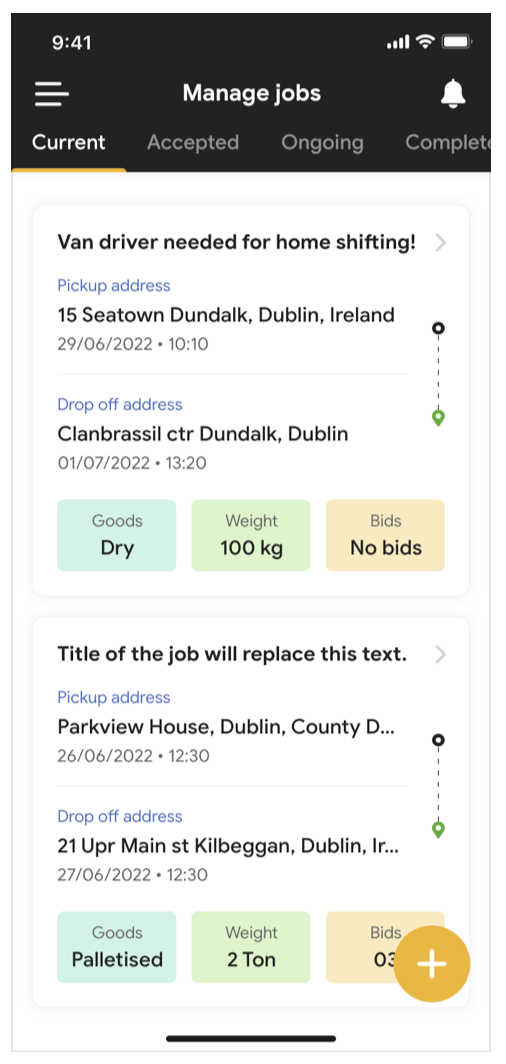 9:41
Manage jobs
Current Accepted Ongoing Complete
Van driver needed for home shifting!
Pickup address
15 Seatown Dundalk, Dublin, Ireland
29/06/2022 • 10:10
Drop off address
Clanbrassil ctr Dundalk, Dublin
01/07/2022 • 13:20
Goods Weight Bids
Dry 100 kg No bids
Title of the job will replace this text.
Pickup address
Parkview House, Dublin, County D...
26/06/2022 • 12:30
Drop off address
21 Upr Main st Kilbeggan, Dublin, Ir...
27/06/2022 • 12:30
Goods Weight Bids
Palletised 2 Ton 03